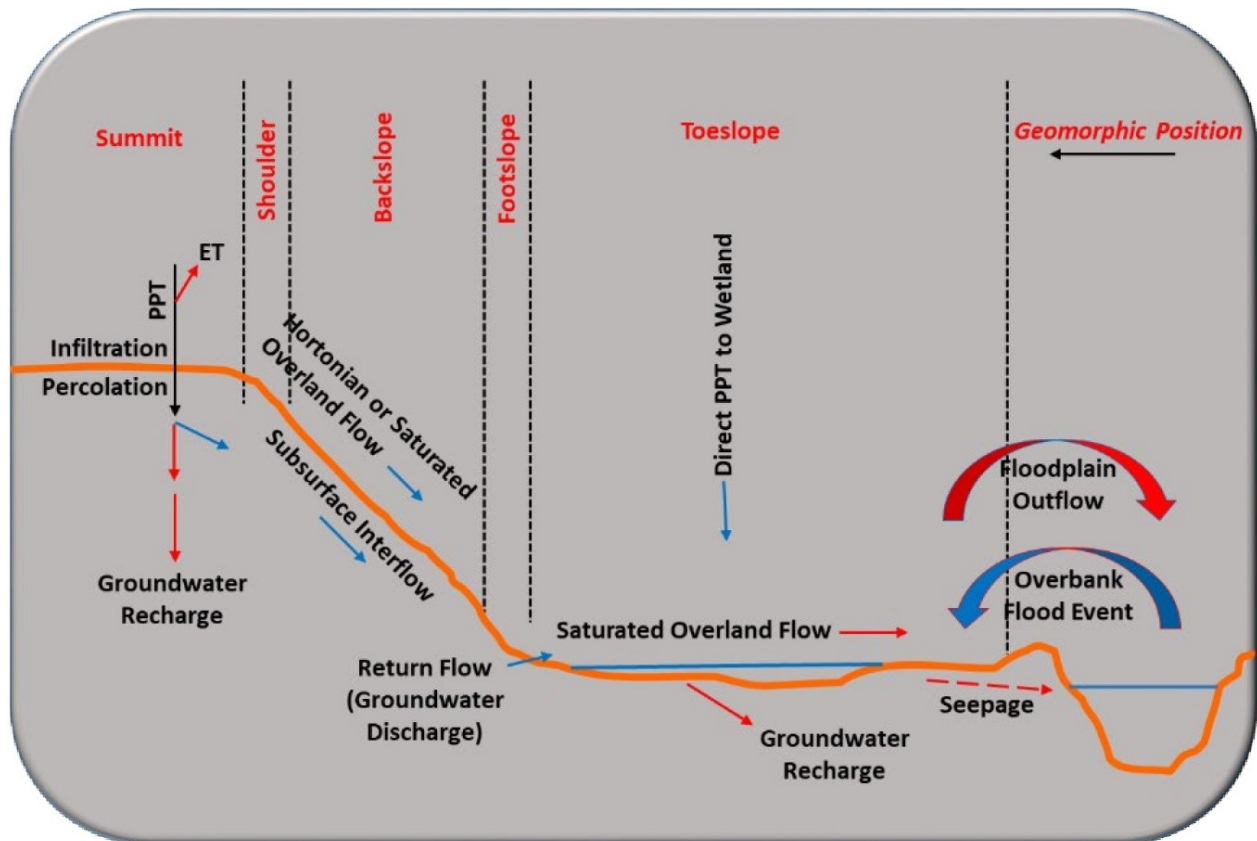 Summit
Shoulder
Backslope
Footslope
Toeslope
Geomorphic Position
ET
PPT
Infiltration
Percolation
Groundwater
Recharge
Hortonian or Saturated
Overland Flow
Subsurface Interflow
Direct PPT to Wetland
Floodplain
Outflow
Overbank
Flood Event
Saturated Overland Flow
Return Flow
(Groundwater
Discharge)
Seepage
Groundwater
Recharge